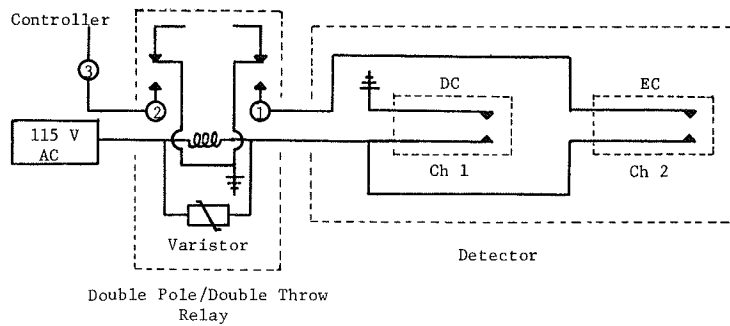 Controller
3
2
1
115 V
AC
Varistor
Double Pole/Double Throw
Relay
DC
Ch 1
EC
Ch 2
Detector